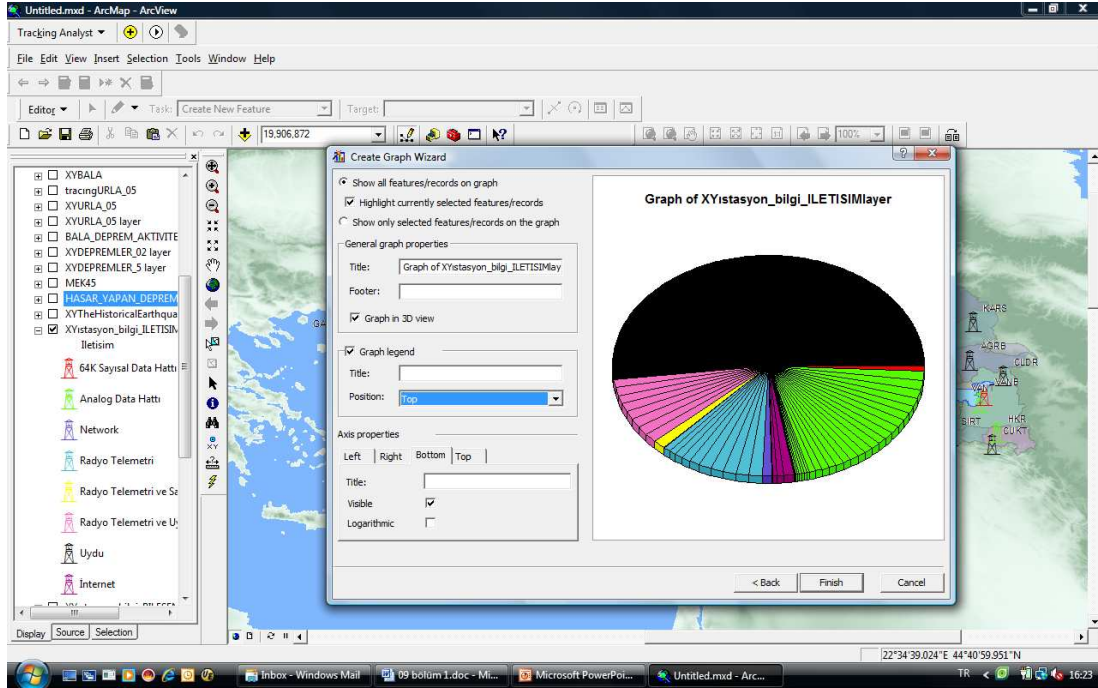 Untitled.mxd - ArcMap - ArcView
Tracking Analyst
File Edit View Insert Selection Tools Window Help
Editor Task: Create New Feature Target:
19,906,872 100%
XYBALA
tracingURLA_05
XYURLA_05
XYURLA_05 layer
BALA_DEPREM_AKTIVITE
XYDEPREMLER_02 layer
XYDEPREMLER_5 layer
MEK45
HASAR_YAPAN_DEPREM
XYTheHistoricalEarthqua
XYıstasyon_bilgi_ILETISIM
Iletisim
64K Sayısal Data Hattı
Analog Data Hattı
Network
Radyo Telemetri
Radyo Telemetri ve Sa
Radyo Telemetri ve Uy
Uydu
İnternet
Display Source Selection
Create Graph Wizard
Show all features/records on graph
Highlight currently selected features/records
Show only selected features/records on the graph
General graph properties
Title: Graph of XYıstasyon_bilgi_ILETISIMlay
Footer:
Graph in 3D view
Graph legend
Title:
Position: Top
Axis properties
Left Right Bottom Top
Title:
Visible
Logarithmic
Graph of XYıstasyon_bilgi_ILETISIMlayer
< Back Finish Cancel
KARS
AGRB
CLDR
VANB
HKR
CUKT
22°34'39.024"E 44°40'59.951"N
Inbox - Windows Mail
09 bölüm 1.doc - Mi...
Microsoft PowerPoi...
Untitled.mxd - Arc...
TR
16:23